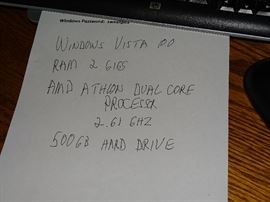 Windows Password:
WINDOWS VISTA
RAM 2 GIGS
AMD ATHLON DUAL CORE
PROCESSOR
2.61 GHZ
500GB HARD DRIVE